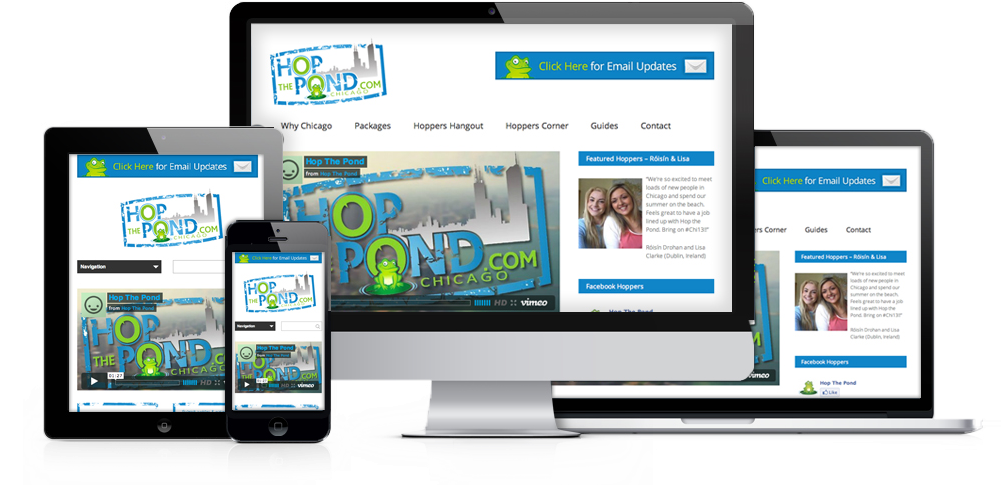 HOP
THE POND.COM
CHICAGO
Click Here for Email Updates
Why Chicago Packages Hoppers Hangout Hoppers Corner Guides Contact
Hop The Pond
from Hop The Pond
HOP
THE POND.COM
CHICAGO
HD vimeo
Featured Hoppers – Róisín & Lisa
"We're so excited to meet
loads of new people in
Chicago and spend our
summer on the beach.
Feels great to have a job
lined up with Hop the
Pond. Bring on #Chi13!"
Róisín Drohan and Lisa
Clarke (Dublin, Ireland)
Facebook Hoppers
Hop The Pond
Click Here for Email Updates
HOP
THE POND.COM
CHICAGO
Navigation
Hop The Pond
from Hop The Pond
HOP
THE POND
CHICAGO
01:27
HD
Click Here for Email Updates
HOP
THE POND.COM
CHICAGO
Navigation
Hop The Pond
from Hop The Pond
HOP
THE POND.COM
CHICAGO
01:27
HD vimeo
Click Here for Email Updates
pers Corner Guides Contact
Featured Hoppers – Róisín & Lisa
"We're so excited to meet
loads of new people in
Chicago and spend our
summer on the beach.
Feels great to have a job
lined up with Hop the
Pond. Bring on #Chi13!"
Róisín Drohan and Lisa
Clarke (Dublin, Ireland)
Facebook Hoppers
Hop The Pond
Like
vimeo